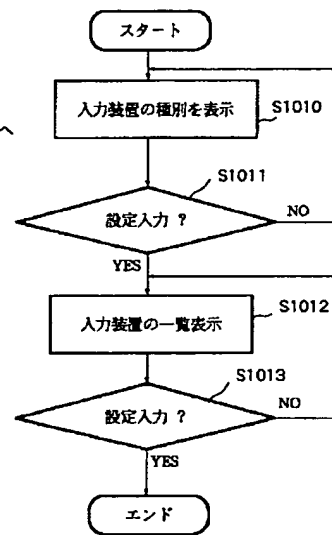 スタート
入力装置の種別を表示
S1010
へ
S1011
設定入力 ?
NO
YES
入力装置の一覧表示
S1012
S1013
設定入力 ?
NO
YES
エンド